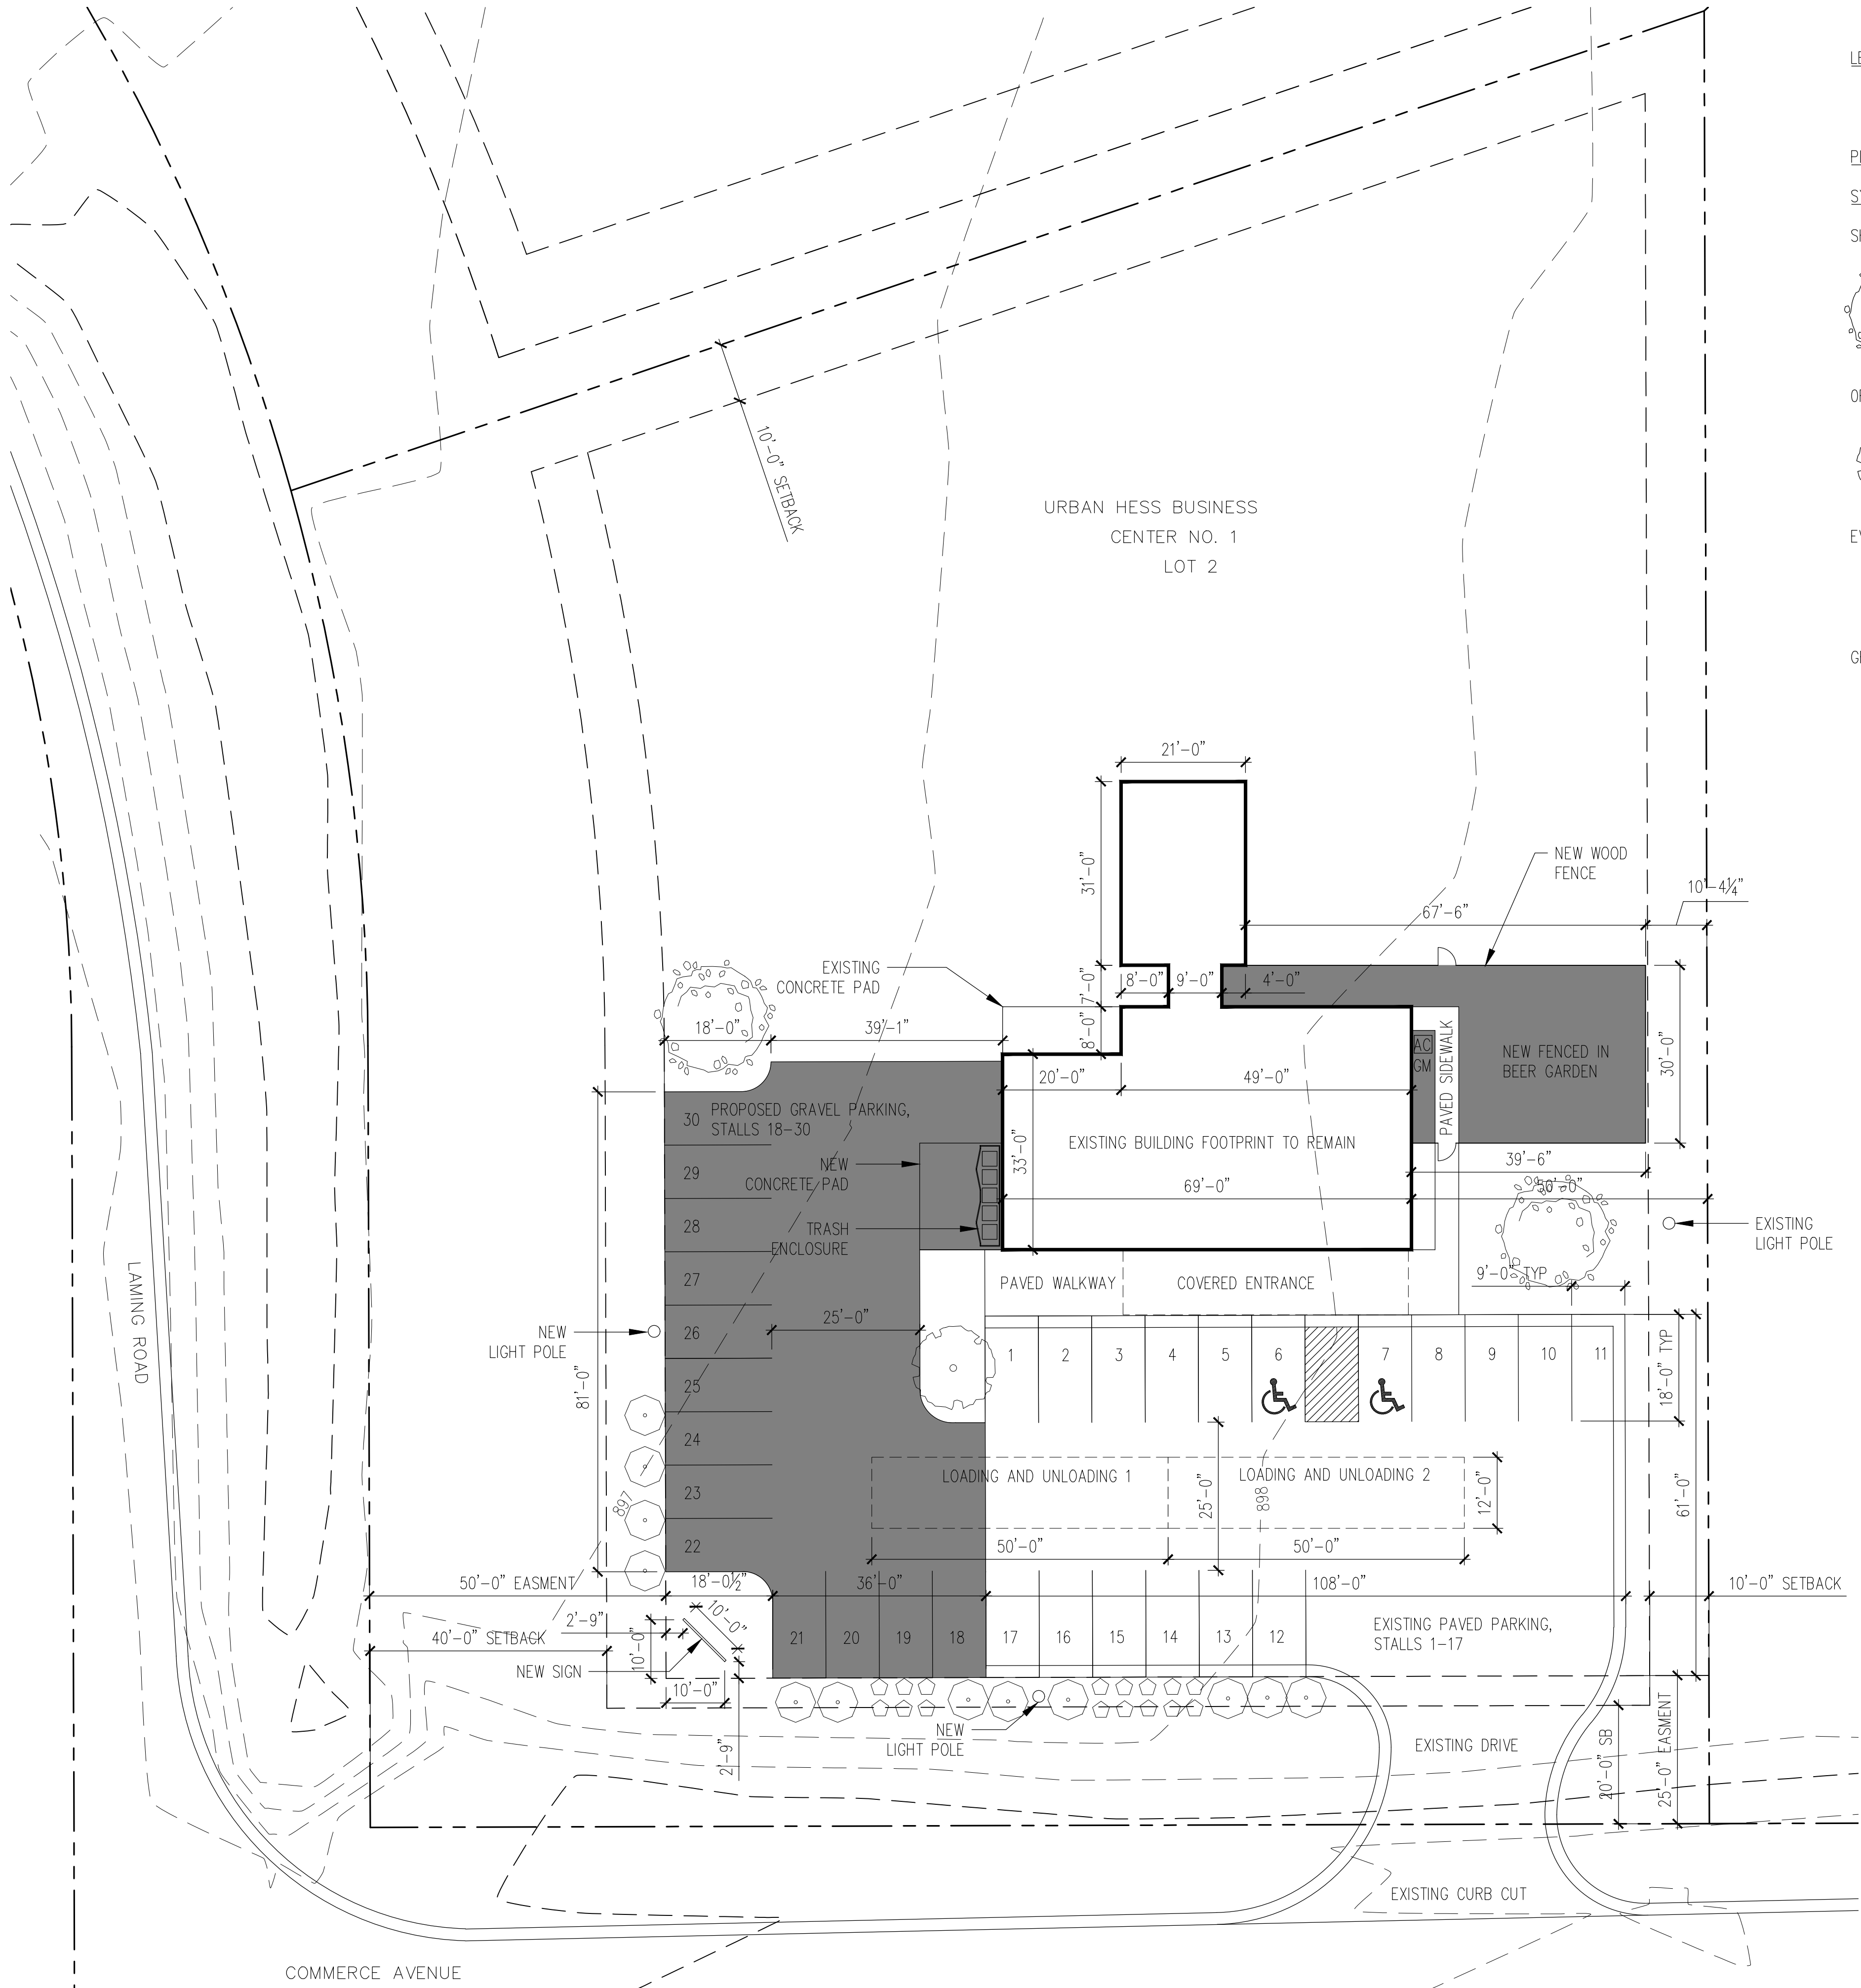 LE
PI
S
SI
OF
EV
GI
10'-0" SETBACK
URBAN HESS BUSINESS
CENTER NO. 1
LOT 2
21'-0"
31'-0"
NEW WOOD
FENCE
10'-4¼"
67'-6"
EXISTING
CONCRETE PAD
8'-0"
9'-0"
4'-0"
7'-0"
8'-0"
18'-0"
39'-1"
AC
GM
PAVED SIDEWALK
NEW FENCED IN
BEER GARDEN
30'-0"
20'-0"
49'-0"
30
PROPOSED GRAVEL PARKING,
STALLS 18-30
33'-0"
EXISTING BUILDING FOOTPRINT TO REMAIN
39'-6"
NEW
CONCRETE PAD
29
69'-0"
50'-0"
28
TRASH
ENCLOSURE
EXISTING
LIGHT POLE
LAMING ROAD
27
PAVED WALKWAY
COVERED ENTRANCE
9'-0" TYP
25'-0"
NEW
LIGHT POLE
26
1
2
3
4
5
6
7
8
9
10
11
18'-0" TYP
81'-0"
25
24
LOADING AND UNLOADING 1
LOADING AND UNLOADING 2
25'-0"
12'-0"
61'-0"
897
898
23
22
50'-0"
50'-0"
50'-0" EASMENT
18'-0½"
36'-0"
108'-0"
10'-0" SETBACK
2'-9"
10'-0"
10'-0"
40'-0" SETBACK
NEW SIGN
10'-0"
2'-9"
21
20
19
18
17
16
15
14
13
12
EXISTING PAVED PARKING,
STALLS 1-17
NEW
LIGHT POLE
EXISTING DRIVE
20'-0" SB
25'-0" EASMENT
EXISTING CURB CUT
COMMERCE AVENUE